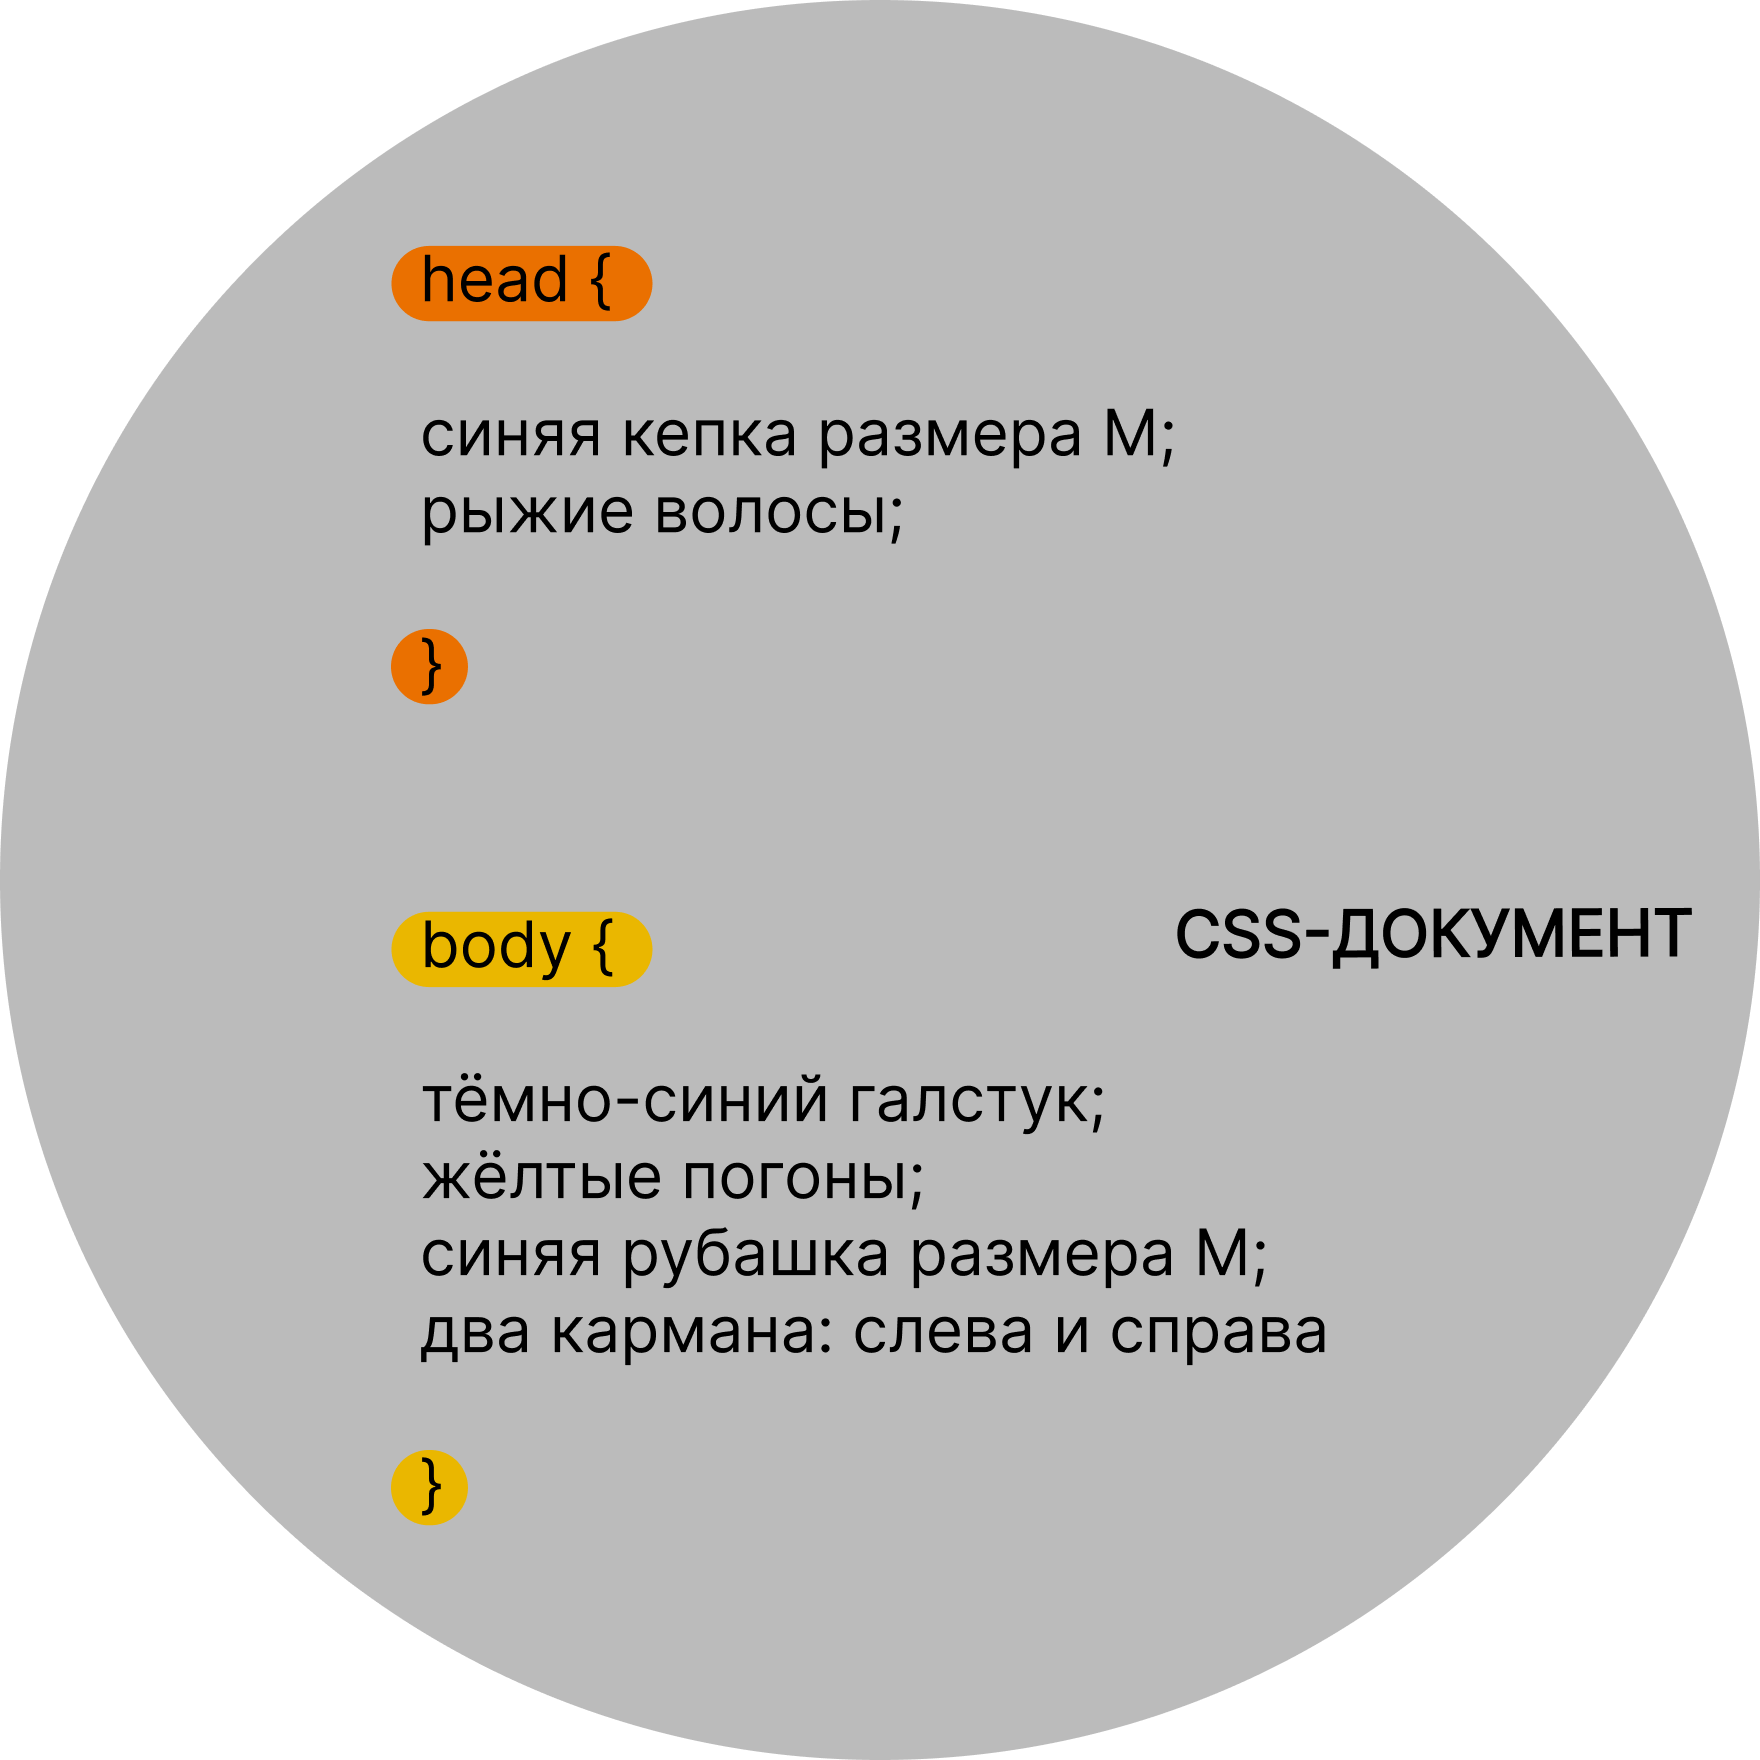 head {
синяя кепка размера М;
рыжие волосы;
}
body {
CSS-ДОКУМЕНТ
тёмно-синий галстук;
жёлтые погоны;
синяя рубашка размера М;
два кармана: слева и справа
}